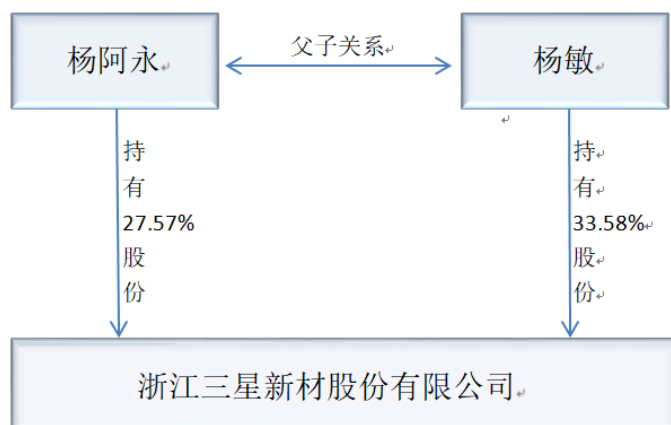 杨阿永
父子关系
杨敏
持
有
27.57%
股
份
持
有
33.58%
股
份
浙江三星新材股份有限公司